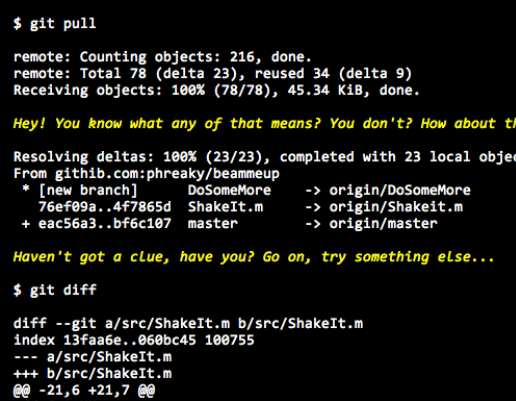 $ git pull
remote: Counting objects: 216, done.
remote: Total 78 (delta 23), reused 34 (delta 9)
Receiving objects: 100% (78/78), 45.34 KiB, done.
Hey! You know what any of that means? You don't? How about
Resolving deltas: 100% (23/23), completed with 23 local
From githib.com:phreaky/beammeup
* [new branch] DoSomeMore -> origin/DoSomeMore
76ef09a..4f7865d ShakeIt.m -> origin/Shakeit.m
+ eac56a3..bf6c107 master -> origin/master
Haven't got a clue, have you? Go on, try something else...
$ git diff
diff --git a/src/ShakeIt.m b/src/ShakeIt.m
index 13faa6e..060bc45 100755
--- a/src/ShakeIt.m
+++ b/src/ShakeIt.m
@@ -21,6 +21,7 @@